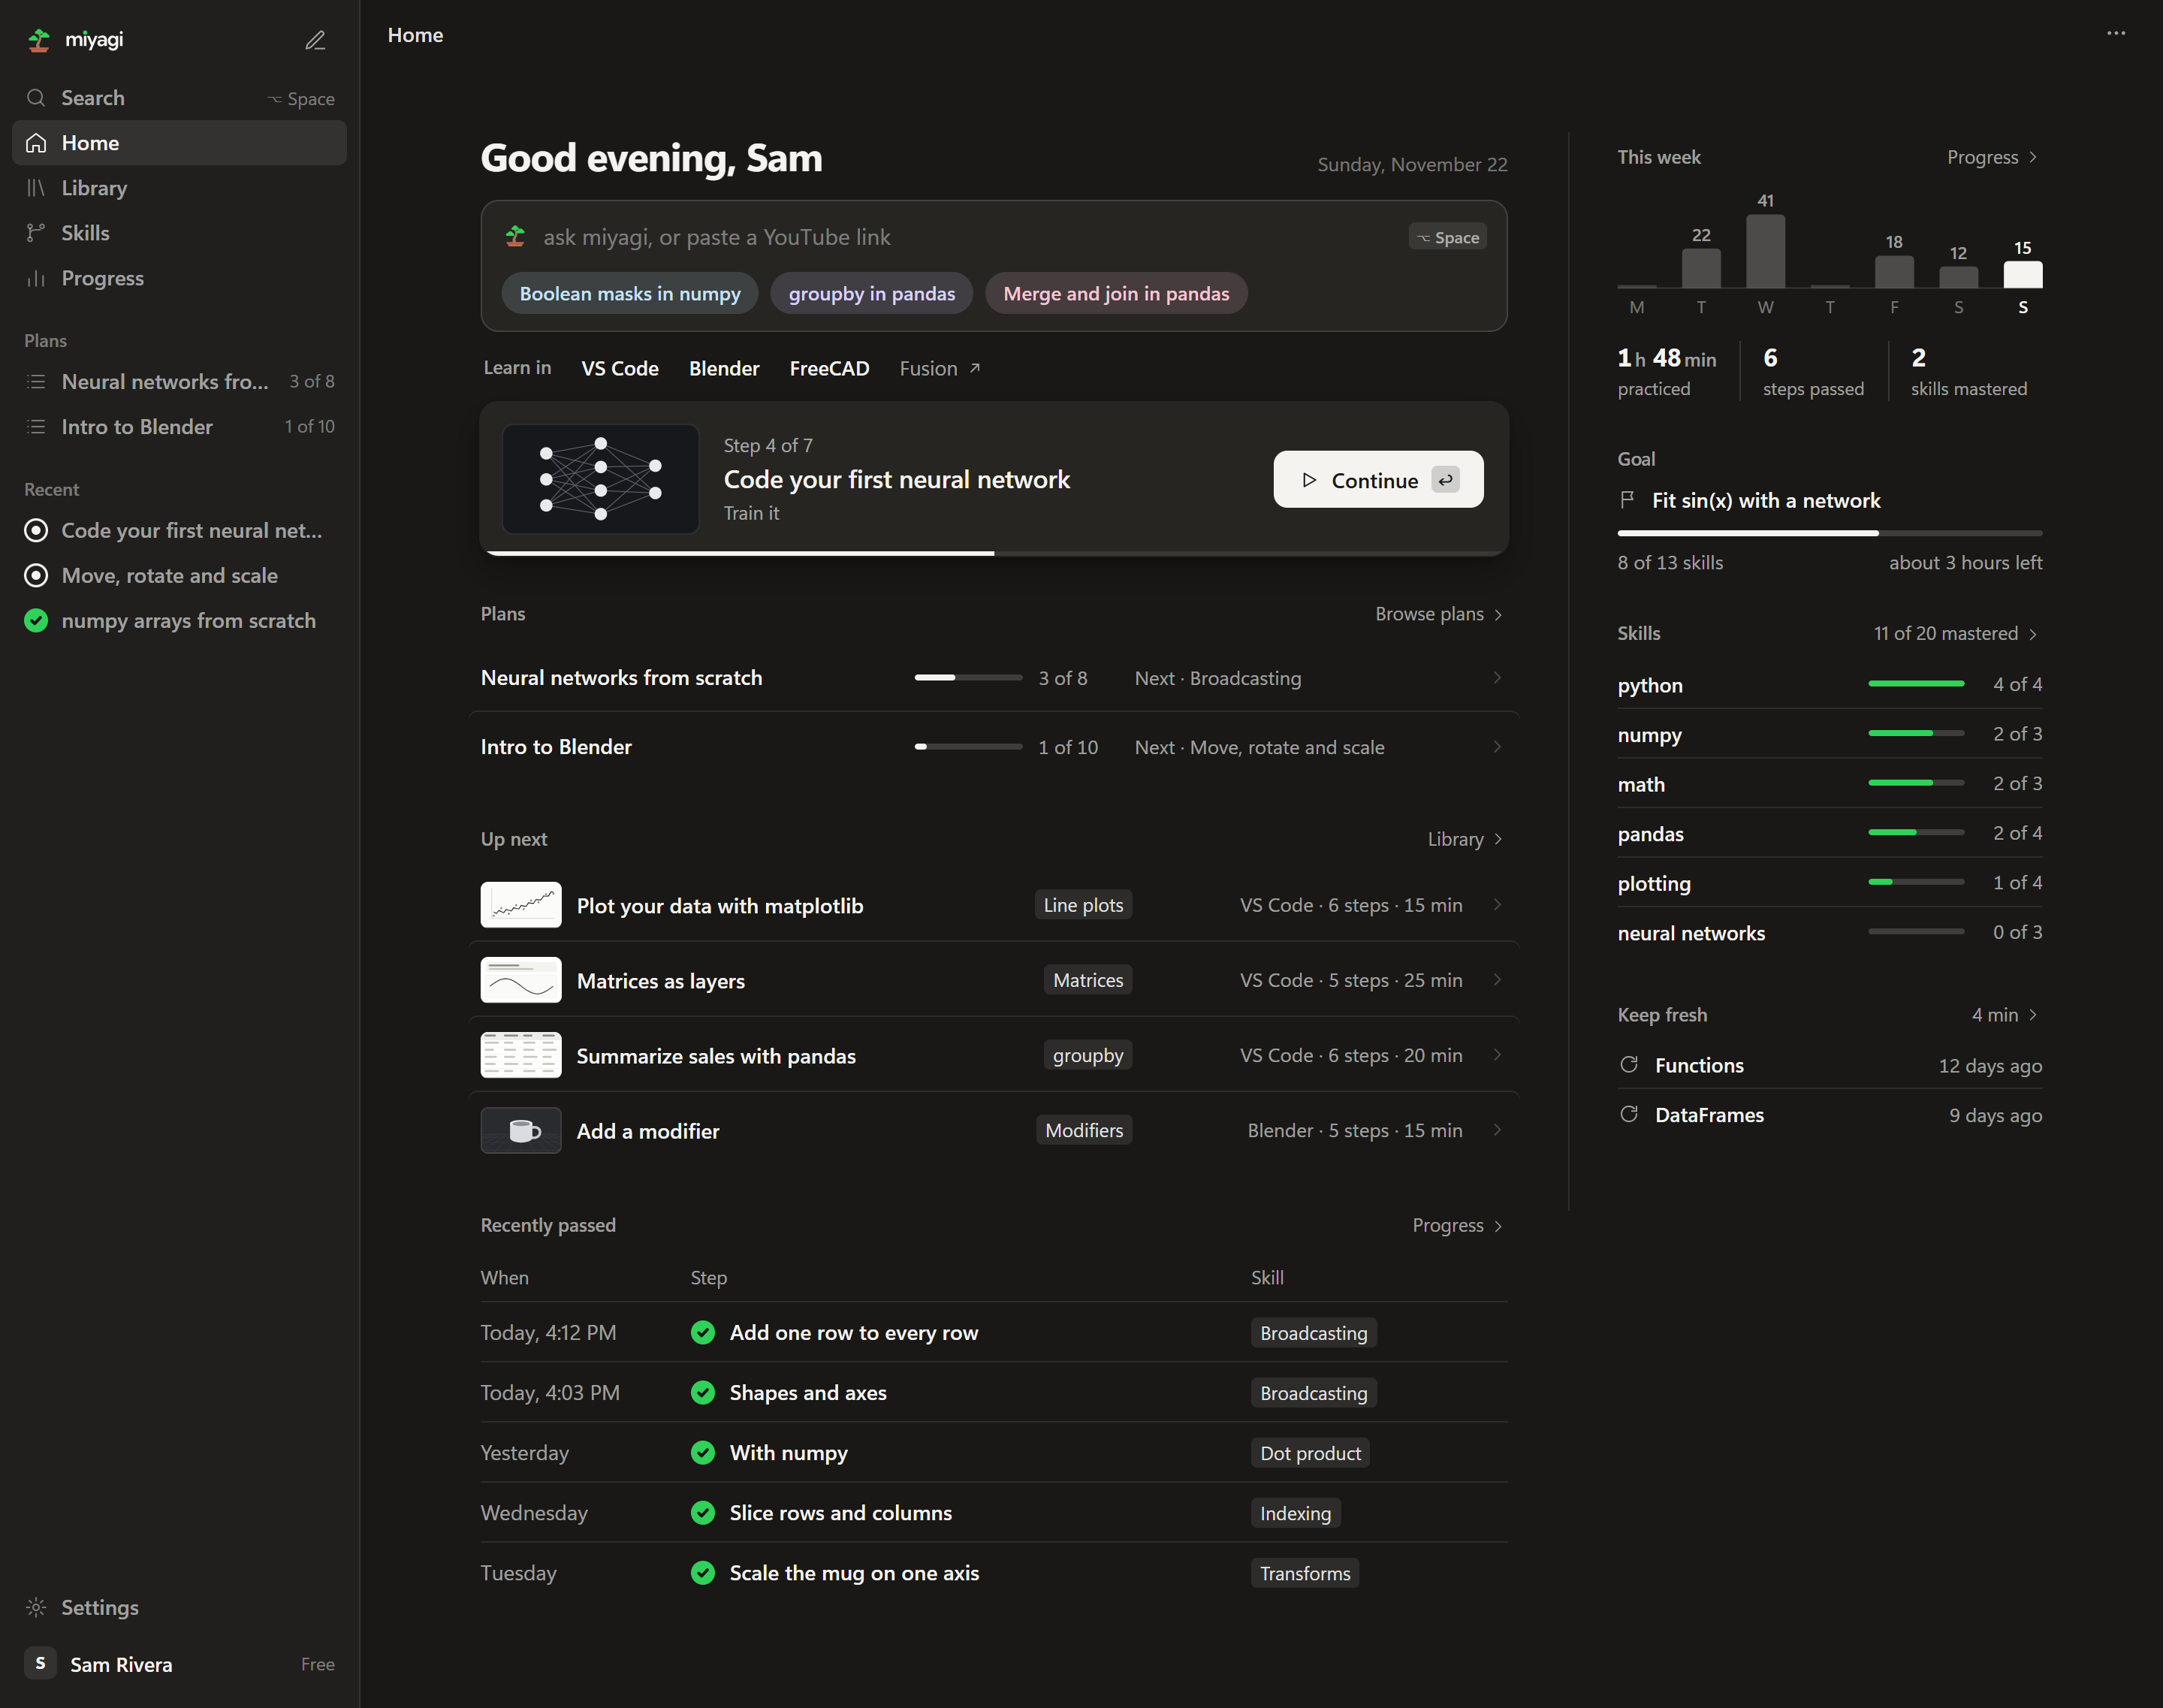 miyagi
Search
⌥ Space
Home
Library
Skills
Progress
Plans
Neural networks fro... 3 of 8
Intro to Blender 1 of 10
Recent
Code your first neural net...
Move, rotate and scale
numpy arrays from scratch
Settings
S Sam Rivera Free
Home
Good evening, Sam
Sunday, November 22
ask miyagi, or paste a YouTube link
⌥ Space
Boolean masks in numpy groupby in pandas Merge and join in pandas
Learn in VS Code Blender FreeCAD Fusion ↗
Step 4 of 7
Code your first neural network
Train it
Continue
Plans Browse plans
Neural networks from scratch 3 of 8 Next · Broadcasting
Intro to Blender 1 of 10 Next · Move, rotate and scale
Up next Library
Plot your data with matplotlib Line plots VS Code · 6 steps · 15 min
Matrices as layers Matrices VS Code · 5 steps · 25 min
Summarize sales with pandas groupby VS Code · 6 steps · 20 min
Add a modifier Modifiers Blender · 5 steps · 15 min
Recently passed Progress
When Step Skill
Today, 4:12 PM Add one row to every row Broadcasting
Today, 4:03 PM Shapes and axes Broadcasting
Yesterday With numpy Dot product
Wednesday Slice rows and columns Indexing
Tuesday Scale the mug on one axis Transforms
This week Progress
22 41 18 12 15
M T W T F S S
1 h 48 min 6 2
practiced steps passed skills mastered
Goal
Fit sin(x) with a network
8 of 13 skills about 3 hours left
Skills 11 of 20 mastered
python 4 of 4
numpy 2 of 3
math 2 of 3
pandas 2 of 4
plotting 1 of 4
neural networks 0 of 3
Keep fresh 4 min
Functions 12 days ago
DataFrames 9 days ago